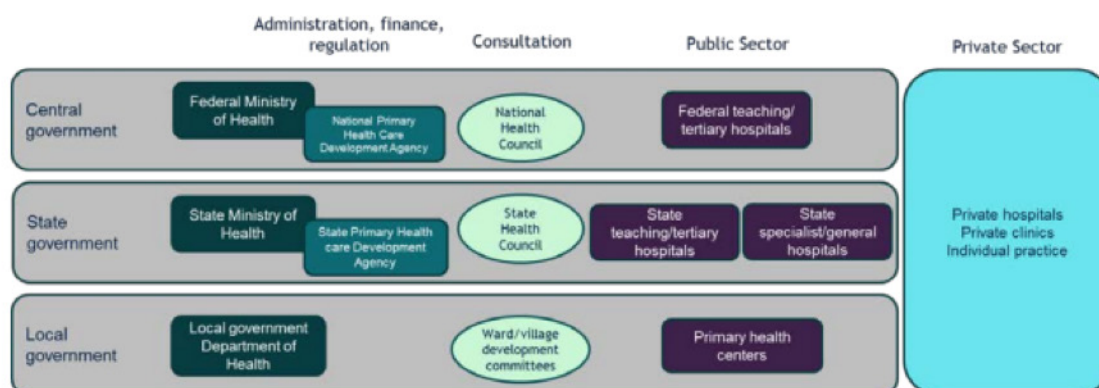 Administration, finance,
regulation
Consultation
Public Sector
Private Sector
Central
government
Federal Ministry
of Health
National Primary
Health Care
Development Agency
National
Health
Council
Federal teaching/
tertiary hospitals
State
government
State Ministry of
Health
State Primary Health
care Development
Agency
State
Health
Council
State
teaching/tertiary
hospitals
State
specialist/general
hospitals
Local
government
Local government
Department of
Health
Ward/village
development
committees
Primary health
centers
Private hospitals
Private clinics
Individual practice